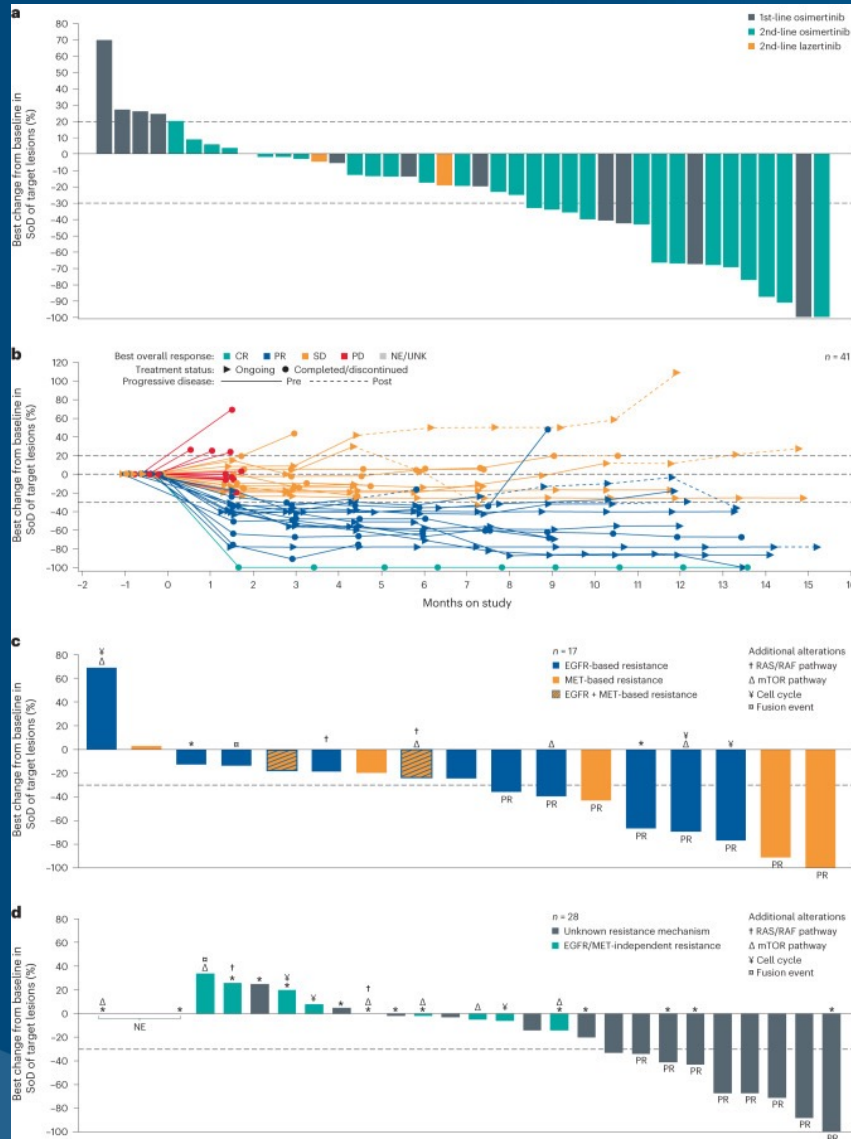 a
1st-line osimertinib
2nd-line osimertinib
2nd-line lazertinib
Best change from baseline in
SoD of target lesions (%)
80
70
60
50
40
30
20
10
0
–10
–20
–30
–40
–50
–60
–70
–80
–90
–100
b
Best overall response: CR PR SD PD NE/UNK
n = 41
Treatment status: Ongoing Completed/discontinued
Progressive disease: Pre Post
Best change from baseline in
SoD of target lesions (%)
120
100
80
60
40
20
0
–20
–40
–60
–80
–100
–2 –1 0 1 2 3 4 5 6 7 8 9 10 11 12 13 14 15 16
Months on study
c
n = 17
EGFR-based resistance
MET-based resistance
EGFR + MET-based resistance
Additional alterations
† RAS/RAF pathway
Δ mTOR pathway
¥ Cell cycle
¤ Fusion event
Best change from baseline in
SoD of target lesions (%)
80
60
40
20
0
–20
–40
–60
–80
–100
¥
Δ
* ¤ † † Δ Δ * ¥ Δ ¥
PR PR PR PR PR PR PR PR
d
n = 28
Unknown resistance mechanism
EGFR/MET-independent resistance
Additional alterations
† RAS/RAF pathway
Δ mTOR pathway
¥ Cell cycle
¤ Fusion event
Best change from baseline in
SoD of target lesions (%)
80
60
40
20
0
–20
–40
–60
–80
–100
Δ
* *
NE
¤ Δ † * * ¥ * ¥ * † Δ * * Δ * Δ ¥ Δ * * * * *
PR PR PR PR PR PR PR PR